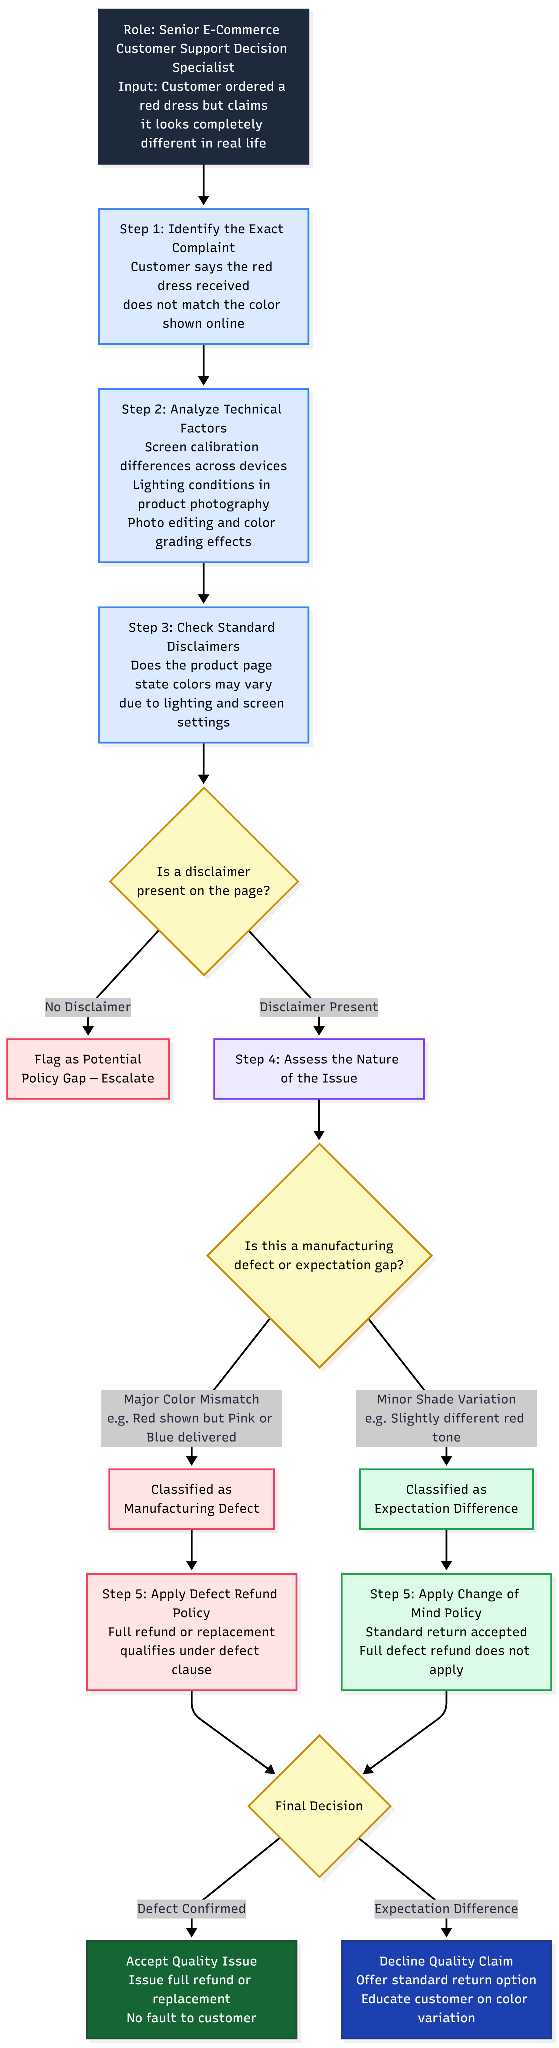 Role: Senior E-Commerce
Customer Support Decision
Specialist
Input: Customer ordered a
red dress but claims
it looks completely
different in real life
Step 1: Identify the Exact
Complaint
Customer says the red
dress received
does not match the color
shown online
Step 2: Analyze Technical
Factors
Screen calibration
differences across devices
Lighting conditions in
product photography
Photo editing and color
grading effects
Step 3: Check Standard
Disclaimers
Does the product page
state colors may vary
due to lighting and screen
settings
Is a disclaimer
present on the page?
No Disclaimer
Disclaimer Present
Flag as Potential
Policy Gap — Escalate
Step 4: Assess the Nature
of the Issue
Is this a manufacturing
defect or expectation gap?
Major Color Mismatch
e.g. Red shown but Pink or
Blue delivered
Minor Shade Variation
e.g. Slightly different red
tone
Classified as
Manufacturing Defect
Classified as
Expectation Difference
Step 5: Apply Defect Refund
Policy
Full refund or replacement
qualifies under defect
clause
Step 5: Apply Change of
Mind Policy
Standard return accepted
Full defect refund does not
apply
Final Decision
Defect Confirmed
Expectation Difference
Accept Quality Issue
Issue full refund or
replacement
No fault to customer
Decline Quality Claim
Offer standard return option
Educate customer on color
variation